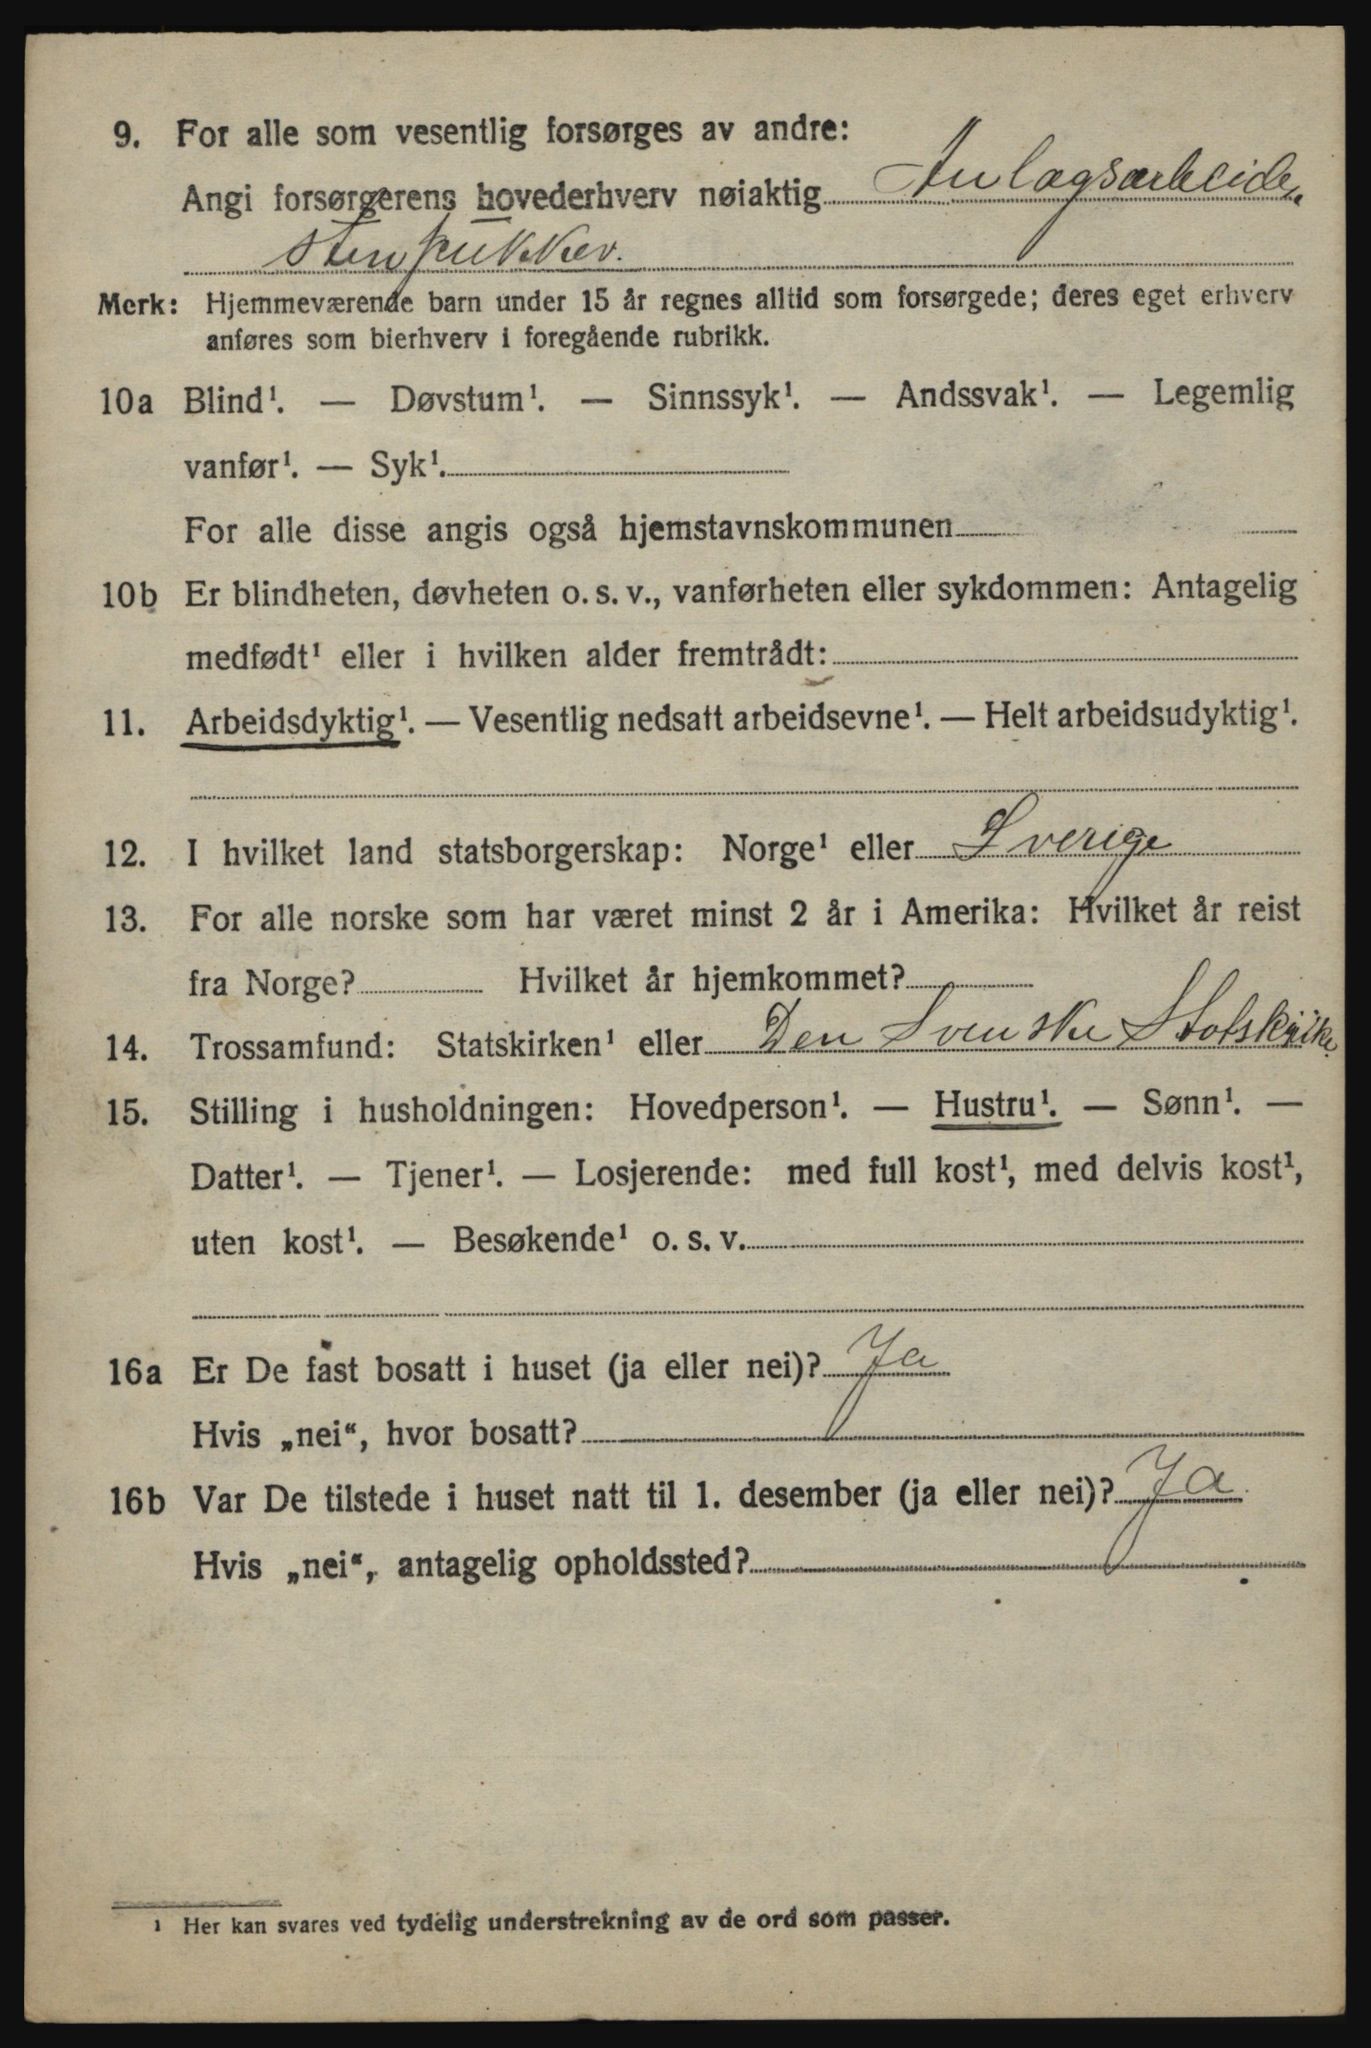 9. For alle som vesentlig forsørges av andre:
Angi forsørgerens hovederhverv nøiaktig Anlægsarbeider
stenpukker.
Merk: Hjemmeværende barn under 15 år regnes alltid som forsørgede; deres eget erhverv
anføres som bierhverv i foregående rubrikk.
10a Blind¹. — Døvstum¹. — Sinnssyk¹. — Andssvak¹. — Legemlig
vanfør¹. — Syk¹.
For alle disse angis også hjemstavnskommunen
10b Er blindheten, døvheten o. s. v., vanførheten eller sykdommen: Antagelig
medfødt¹ eller i hvilken alder fremtrådt:
11. Arbeidsdyktig¹. — Vesentlig nedsatt arbeidsevne¹. — Helt arbeidsudyktig¹.
12. I hvilket land statsborgerskap: Norge¹ eller Sverige
13. For alle norske som har været minst 2 år i Amerika: Hvilket år reist
fra Norge? Hvilket år hjemkommet?
14. Trossamfund: Statskirken¹ eller Den Svenske Statskirke.
15. Stilling i husholdningen: Hovedperson¹. — Hustru¹. — Sønn¹. —
Datter¹. — Tjener¹. — Losjerende: med full kost¹, med delvis kost¹,
uten kost¹. — Besøkende¹ o. s. v.
16a Er De fast bosatt i huset (ja eller nei)? Ja
Hvis „nei“, hvor bosatt?
16b Var De tilstede i huset natt til 1. desember (ja eller nei)? Ja.
Hvis „nei“, antagelig opholdssted?
¹ Her kan svares ved tydelig understrekning av de ord som passer.